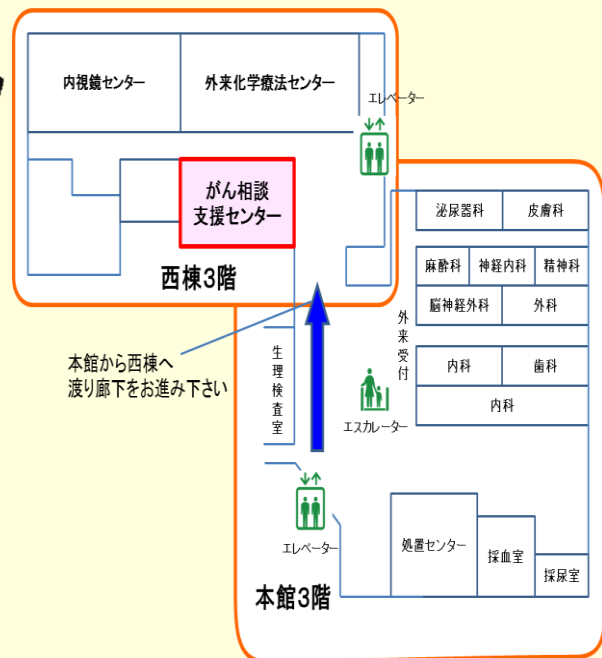 内視鏡センター
外来化学療法センター
エレベーター
がん相談
支援センター
西棟3階
泌尿器科
皮膚科
麻酔科
神経内科
精神科
脳神経外科
外科
外来受付
内科
歯科
内科
本館から西棟へ
渡り廊下をお進み下さい
生理検査室
エスカレーター
エレベーター
処置センター
採血室
採尿室
本館3階